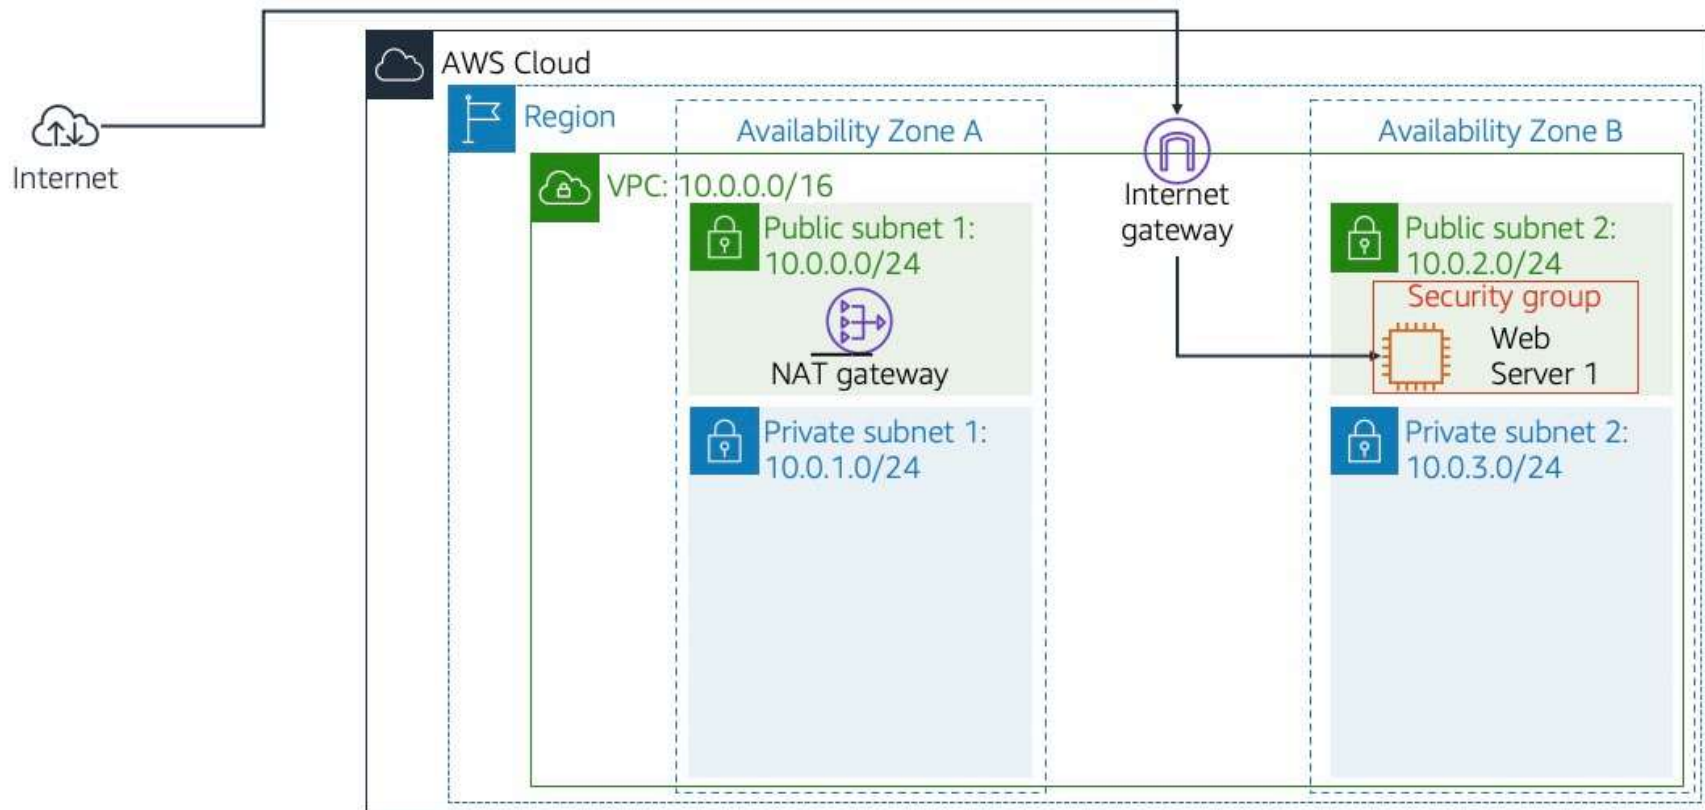 AWS Cloud
Region
Availability Zone A
Availability Zone B
Internet
VPC: 10.0.0.0/16
Internet
gateway
Public subnet 1:
10.0.0.0/24
NAT gateway
Public subnet 2:
10.0.2.0/24
Security group
Web
Server 1
Private subnet 1:
10.0.1.0/24
Private subnet 2:
10.0.3.0/24